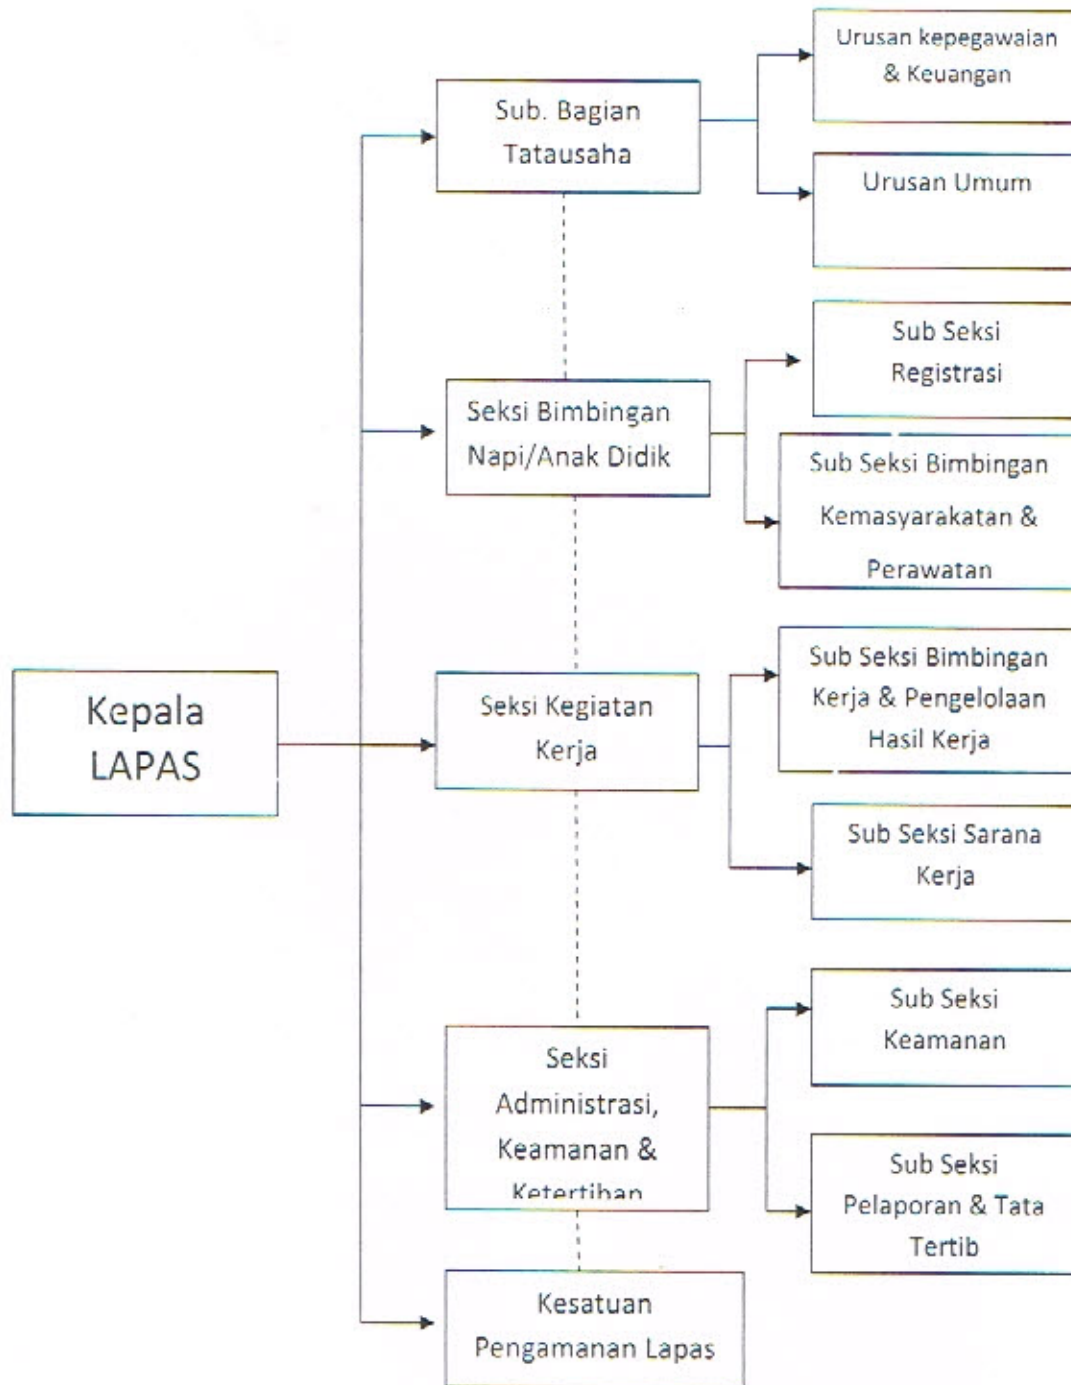 Urusan kepegawaian
& Keuangan
Sub. Bagian
Tatausaha
Urusan Umum
Sub Seksi
Registrasi
Seksi Bimbingan
Napi/Anak Didik
Sub Seksi Bimbingan
Kemasyarakatan &
Perawatan
Kepala
LAPAS
Seksi Kegiatan
Kerja
Sub Seksi Bimbingan
Kerja & Pengelolaan
Hasil Kerja
Sub Seksi Sarana
Kerja
Seksi
Administrasi,
Keamanan &
Ketertiban
Sub Seksi
Keamanan
Sub Seksi
Pelaporan & Tata
Tertib
Kesatuan
Pengamanan Lapas